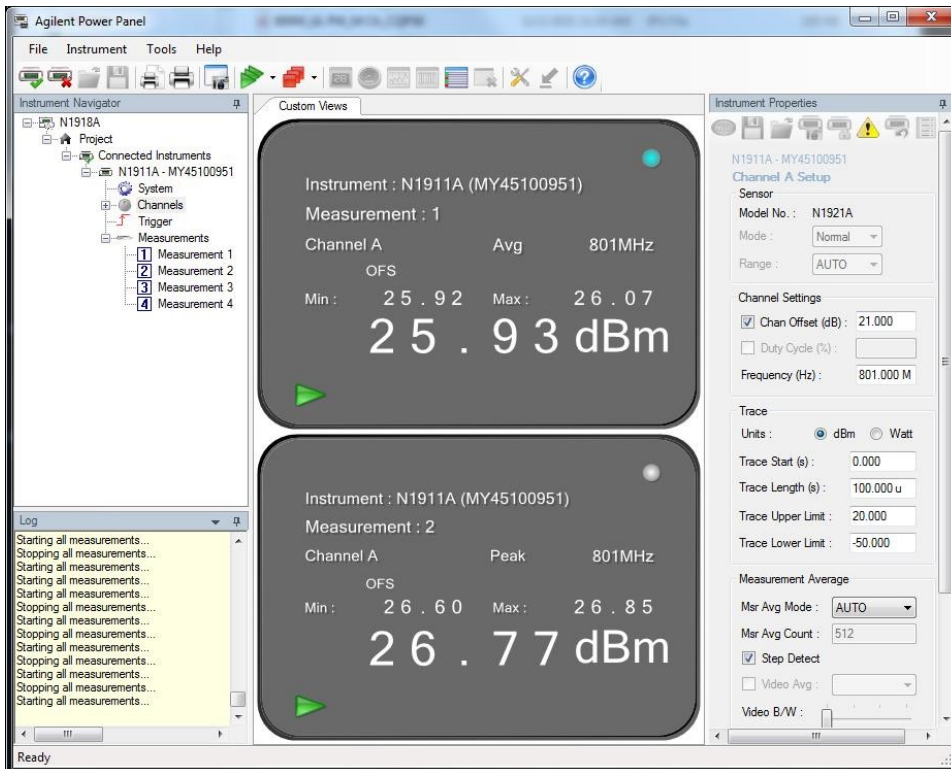 Agilent Power Panel
File Instrument Tools Help
Instrument Navigator
N1918A
Project
Connected Instruments
N1911A - MY45100951
System
Channels
Trigger
Measurements
1 Measurement 1
2 Measurement 2
3 Measurement 3
4 Measurement 4
Log
Starting all measurements...
Stopping all measurements...
Starting all measurements...
Starting all measurements...
Starting all measurements...
Stopping all measurements...
Starting all measurements...
Stopping all measurements...
Starting all measurements...
Stopping all measurements...
Starting all measurements...
Stopping all measurements...
Starting all measurements...
Custom Views
Instrument : N1911A (MY45100951)
Measurement : 1
Channel A Avg 801MHz
OFS
Min : 25.92 Max : 26.07
25.93 dBm
Instrument : N1911A (MY45100951)
Measurement : 2
Channel A Peak 801MHz
OFS
Min : 26.60 Max : 26.85
26.77 dBm
Instrument Properties
N1911A - MY45100951
Channel A Setup
Sensor
Model No. : N1921A
Mode : Normal
Range : AUTO
Channel Settings
Chan Offset (dB) : 21.000
Duty Cycle (%) :
Frequency (Hz) : 801.000 M
Trace
Units : dBm Watt
Trace Start (s) : 0.000
Trace Length (s) : 100.000 u
Trace Upper Limit : 20.000
Trace Lower Limit : -50.000
Measurement Average
Msr Avg Mode : AUTO
Msr Avg Count : 512
Step Detect
Video Avg :
Video B/W :
Ready